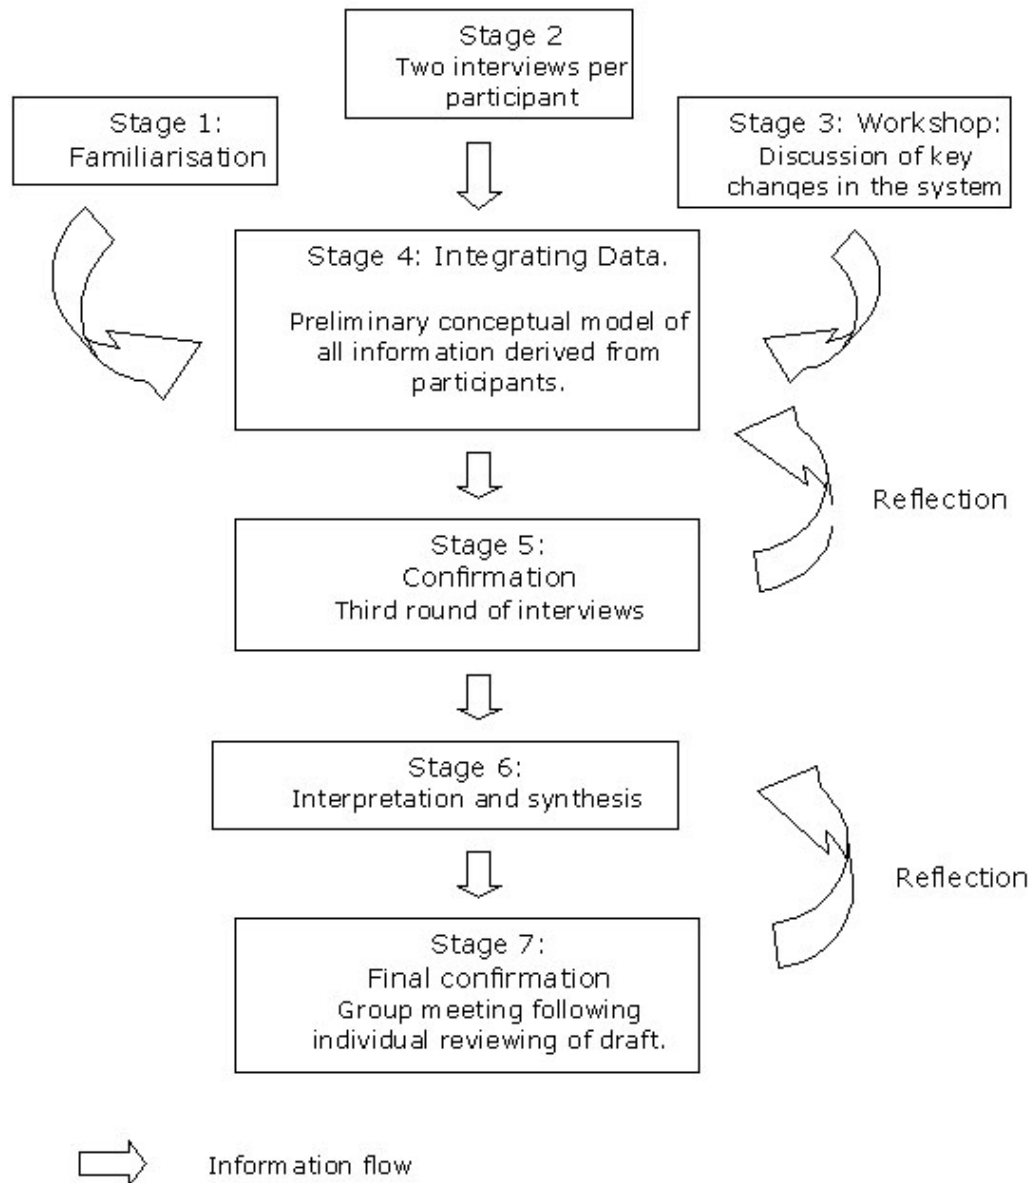 Stage 2
Two interviews per
participant
Stage 1:
Familiarisation
Stage 3: Workshop:
Discussion of key
changes in the system
Stage 4: Integrating Data.
Preliminary conceptual model of
all information derived from
participants.
Reflection
Stage 5:
Confirmation
Third round of interviews
Stage 6:
Interpretation and synthesis
Reflection
Stage 7:
Final confirmation
Group meeting following
individual reviewing of draft.
Information flow